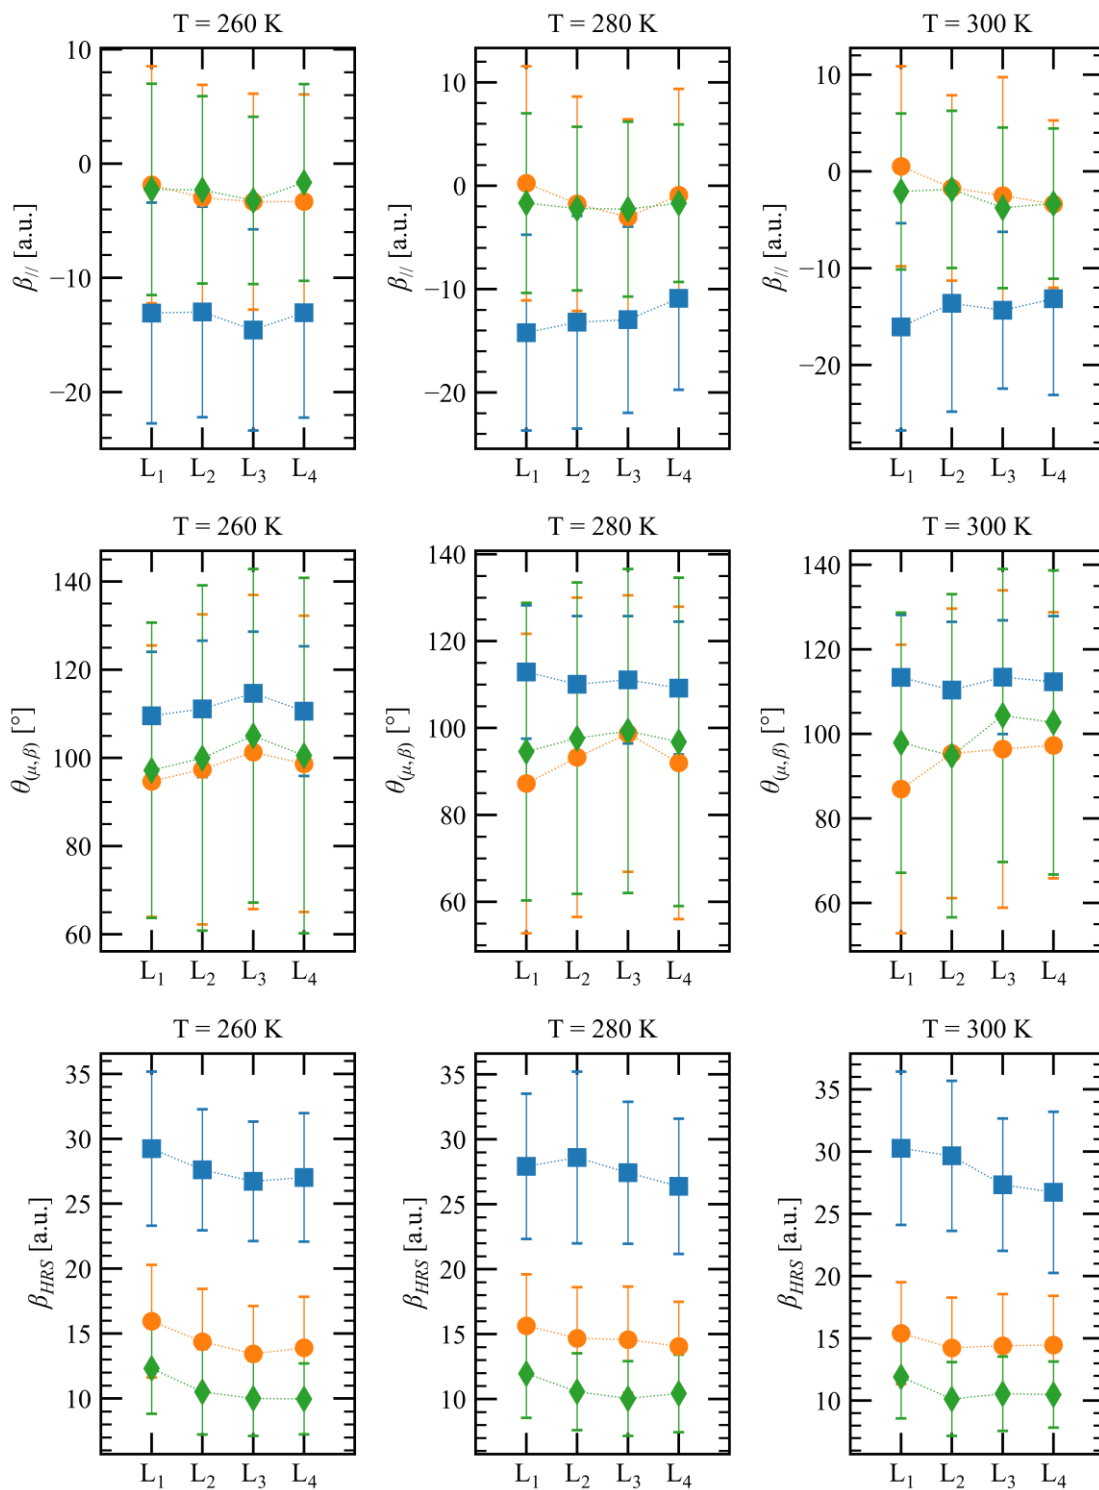 T = 260 K T = 280 K T = 300 K
10
0
−10
−20
β// [a.u.]
L1 L2 L3 L4
10
0
−10
−20
β// [a.u.]
L1 L2 L3 L4
10
0
−10
−20
β// [a.u.]
L1 L2 L3 L4
T = 260 K T = 280 K T = 300 K
140
120
100
80
60
θ(μ,β) [°]
L1 L2 L3 L4
140
120
100
80
60
θ(μ,β) [°]
L1 L2 L3 L4
140
120
100
80
60
θ(μ,β) [°]
L1 L2 L3 L4
T = 260 K T = 280 K T = 300 K
35
30
25
20
15
10
βHRS [a.u.]
L1 L2 L3 L4
35
30
25
20
15
10
βHRS [a.u.]
L1 L2 L3 L4
35
30
25
20
15
10
βHRS [a.u.]
L1 L2 L3 L4